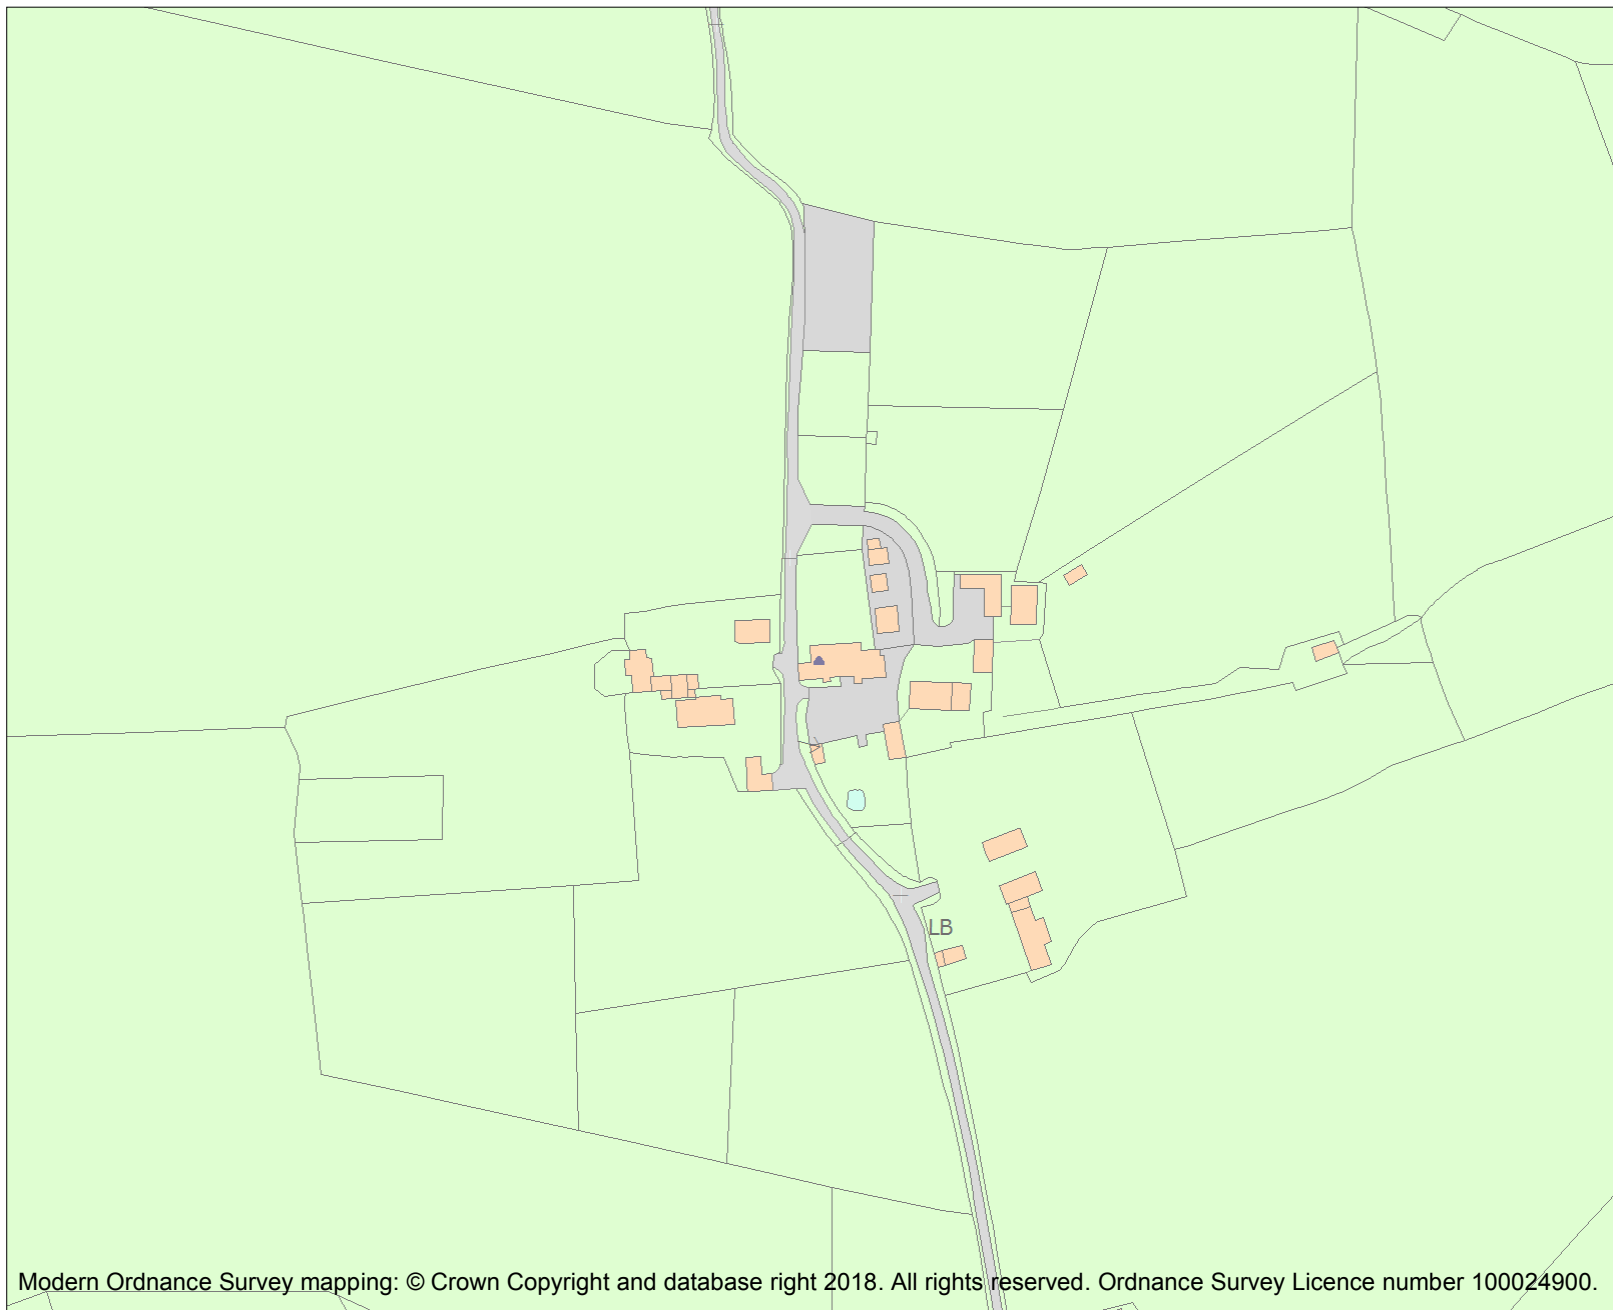 LB
Modern Ordnance Survey mapping: © Crown Copyright and database right 2018. All rights reserved. Ordnance Survey Licence number 100024900.